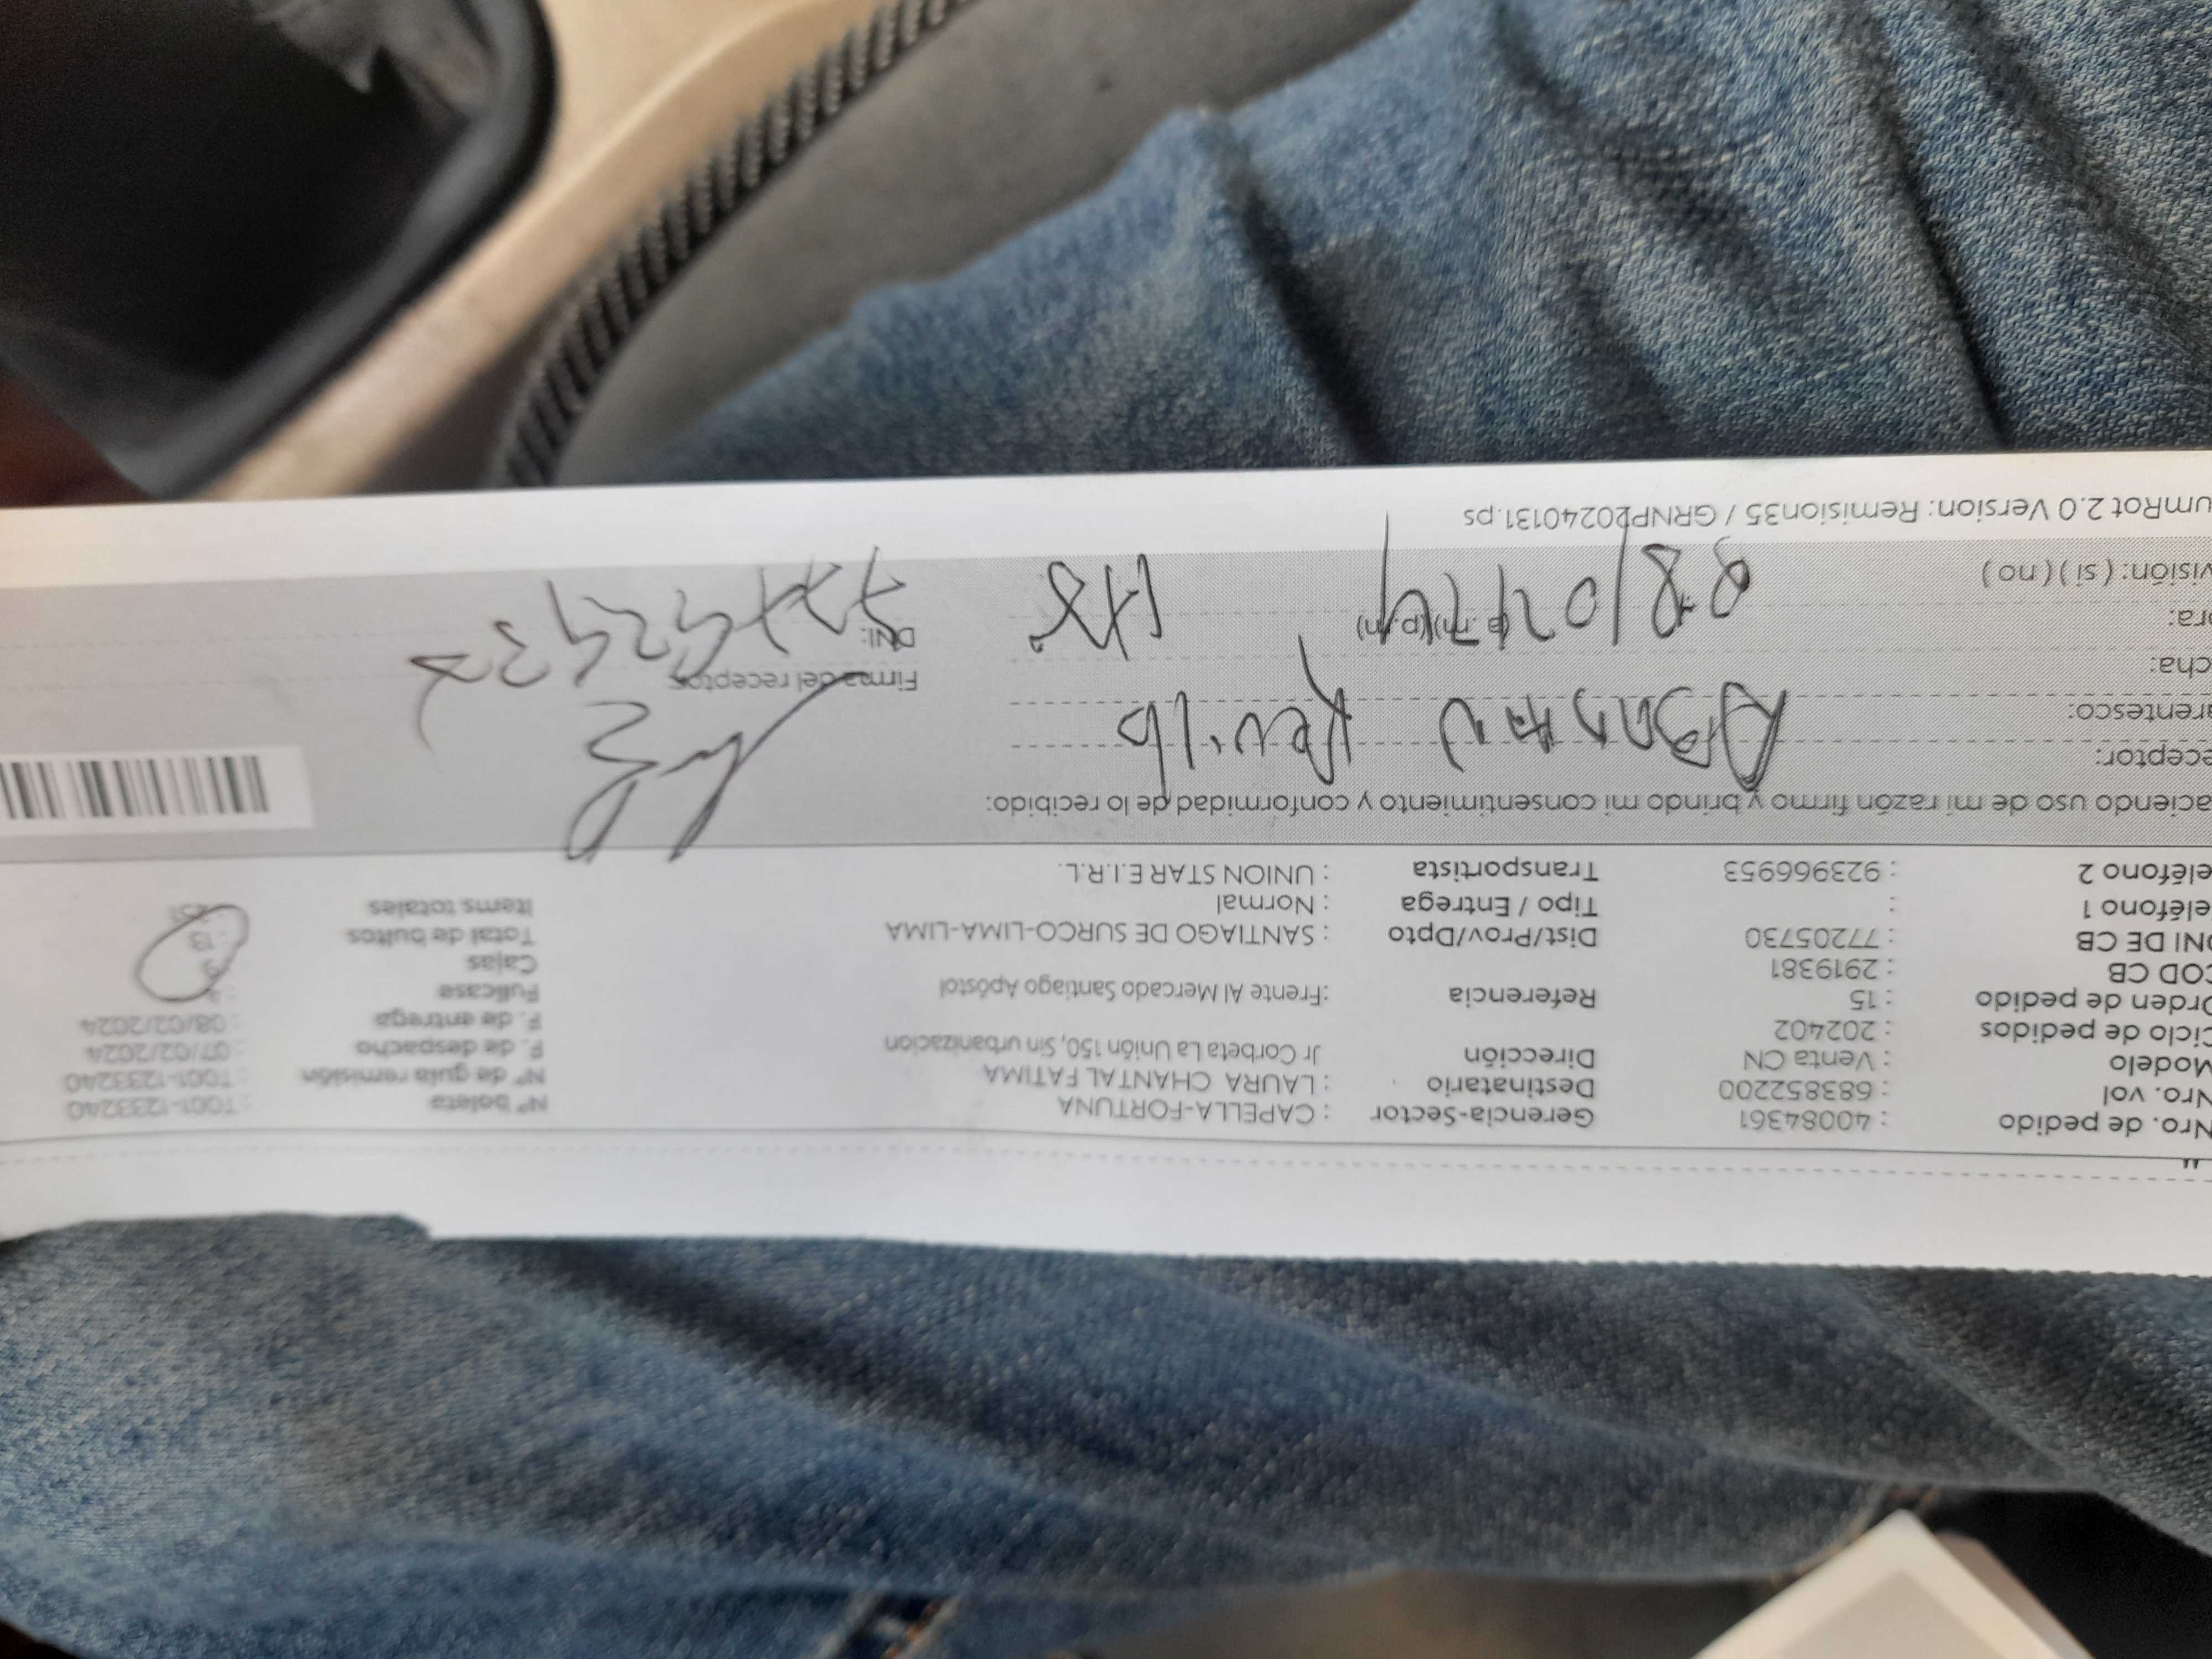 Nro. de pedido : 40084361 Gerencia-Sector : CAPELLA-FORTUNA Nº boleta : T001-1233240
Nro. vol : 683852200 Destinatario : LAURA CHANTAL FATIMA Nº de guía remisión : T001-1233240
Modelo : Venta CN Dirección Jr Corbeta La Unión 150, Sin urbanizacion F. de despacho : 07/02/2024
Ciclo de pedidos : 202402 F. de entrega : 08/02/2024
Orden de pedido : 15 Referencia :Frente Al Mercado Santiago Apóstol Fullcase
COD CB : 2919381 Cajas
DNI DE CB : 77205730 Dist/Prov/Dpto : SANTIAGO DE SURCO-LIMA-LIMA Total de bultos : 13
eléfono 1 : Tipo / Entrega : Normal Items totales
eléfono 2 : 923966953 Transportista : UNION STAR E.I.R.L.
aciendo uso de mi razón firmo y brindo mi consentimiento y conformidad de lo recibido:
eceptor:
arentesco: Firma del receptor
cha: DNI:
ora: (a.m)(p.m)
visión: ( sí ) ( no ) 08/02/24
umRot 2.0 Version: Remision35 / GRNP20240131.ps